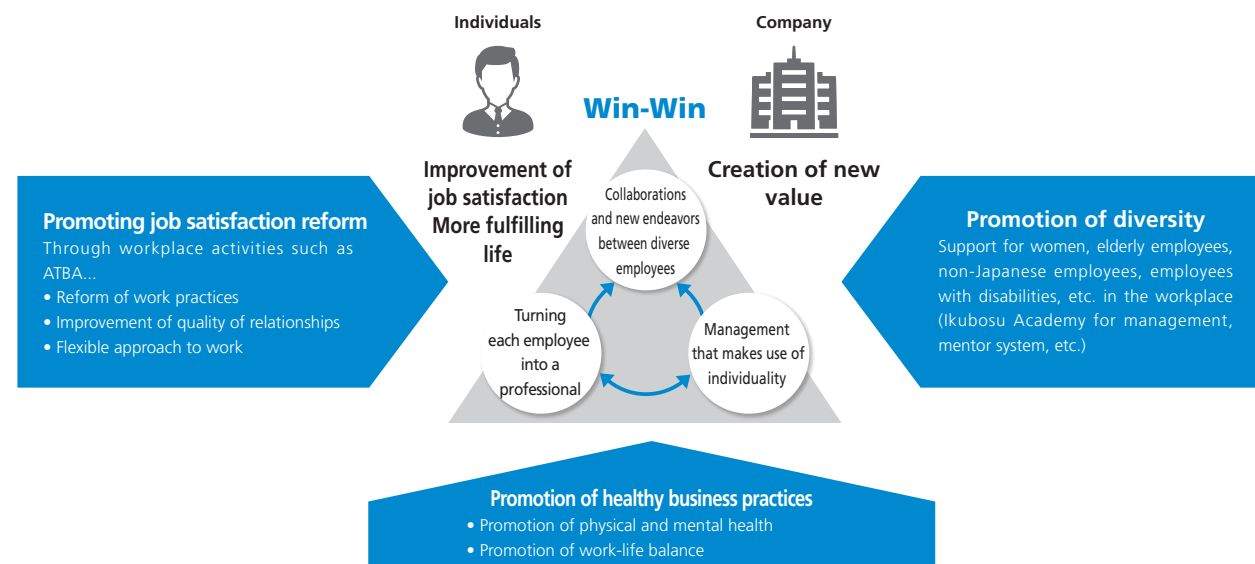 Individuals
Company
Win-Win
Improvement of
job satisfaction
More fulfilling
life
Creation of new
value
Promoting job satisfaction reform
Through workplace activities such as
ATBA...
• Reform of work practices
• Improvement of quality of relationships
• Flexible approach to work
Collaborations
and new endeavors
between diverse
employees
Turning
each employee
into a
professional
Management
that makes use of
individuality
Promotion of diversity
Support for women, elderly employees,
non-Japanese employees, employees
with disabilities, etc. in the workplace
(Ikubosu Academy for management,
mentor system, etc.)
Promotion of healthy business practices
• Promotion of physical and mental health
• Promotion of work-life balance